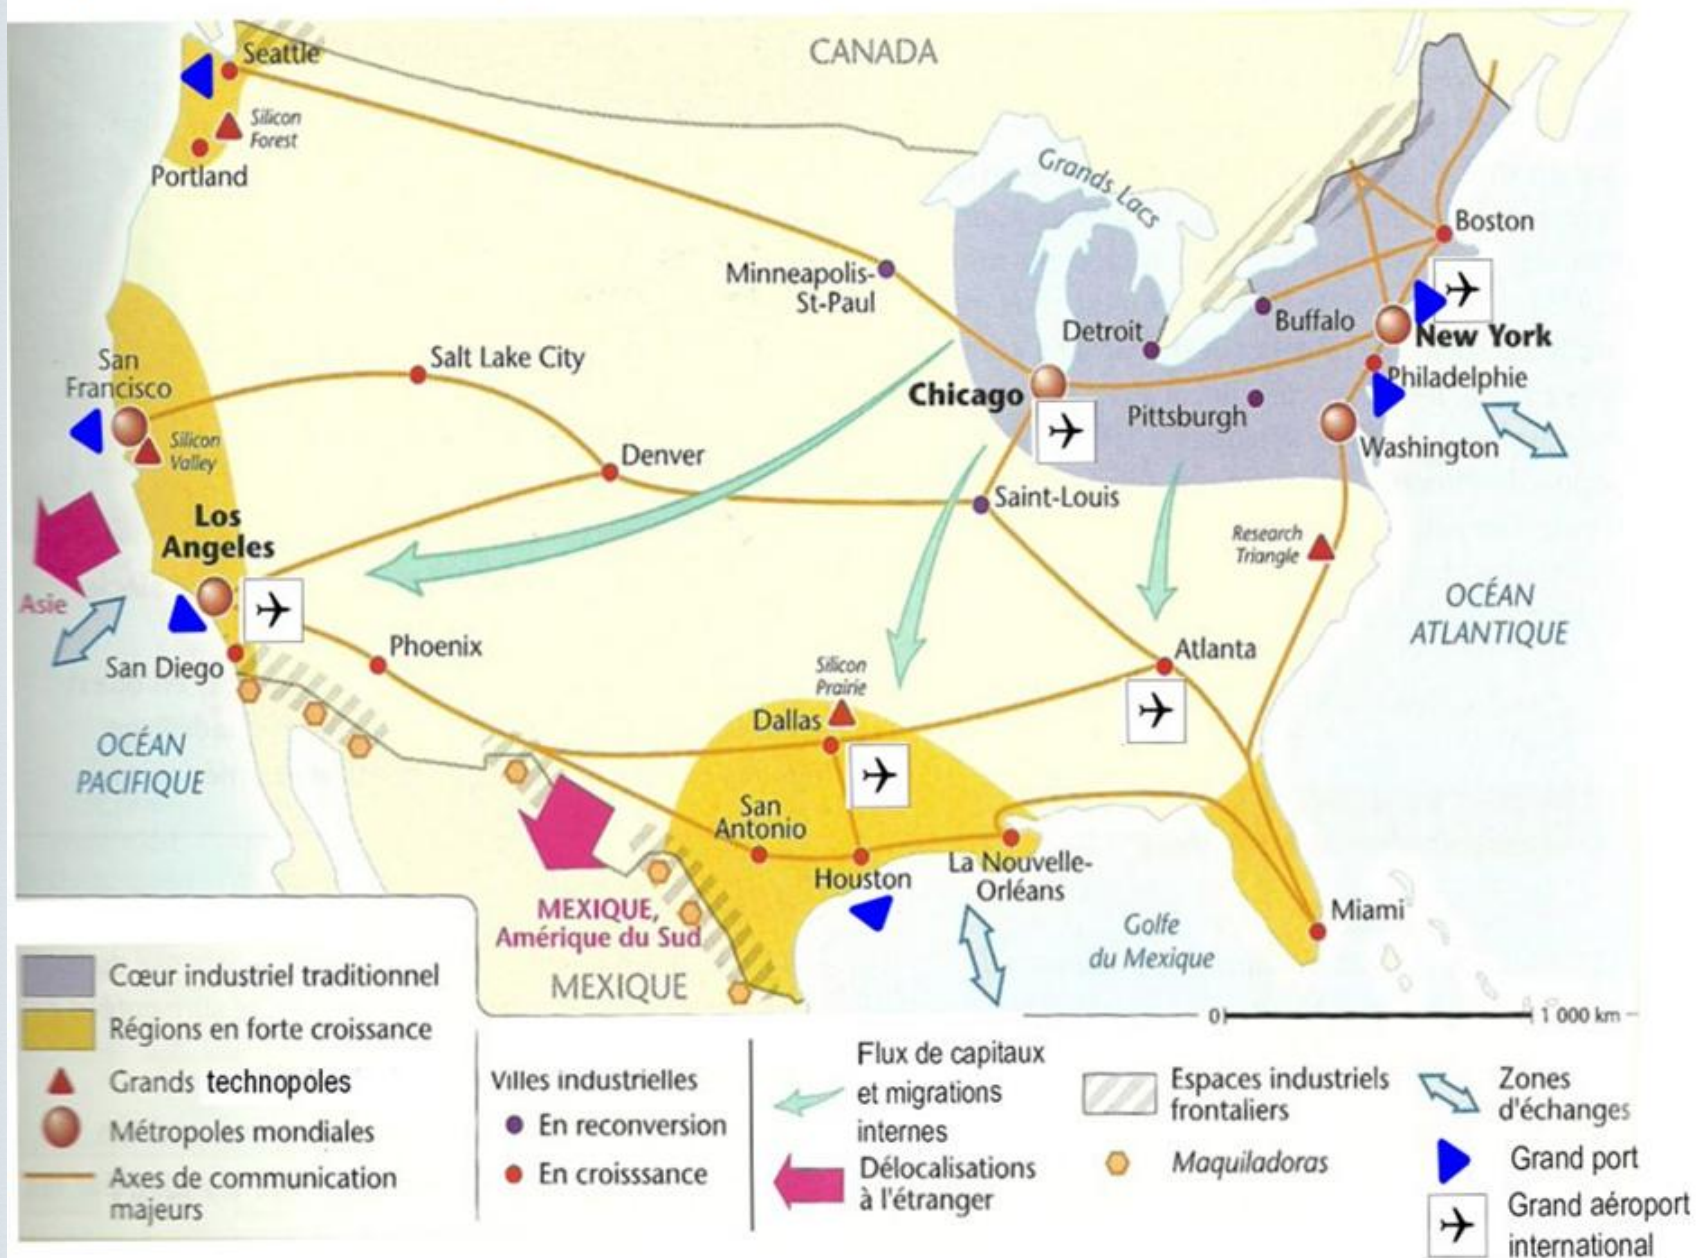 CANADA
Seattle
Silicon
Forest
Portland
Grands Lacs
Boston
Minneapolis-
St-Paul
Detroit
Buffalo
New York
Philadelphie
San
Francisco
Salt Lake City
Chicago
Pittsburgh
Washington
Silicon
Valley
Denver
Saint-Louis
Los
Angeles
Research
Triangle
Asie
OCÉAN
ATLANTIQUE
San Diego
Phoenix
Atlanta
Silicon
Prairie
Dallas
OCÉAN
PACIFIQUE
San
Antonio
Houston
La Nouvelle-
Orléans
Miami
MEXIQUE,
Amérique du Sud
Golfe
du Mexique
MEXIQUE
0
1 000 km
Cœur industriel traditionnel
Régions en forte croissance
Grands technopoles
Métropoles mondiales
Axes de communication
majeurs
Villes industrielles
En reconversion
En croisssance
Flux de capitaux
et migrations
internes
Délocalisations
à l'étranger
Espaces industriels
frontaliers
Maquiladoras
Zones
d'échanges
Grand port
Grand aéroport
international